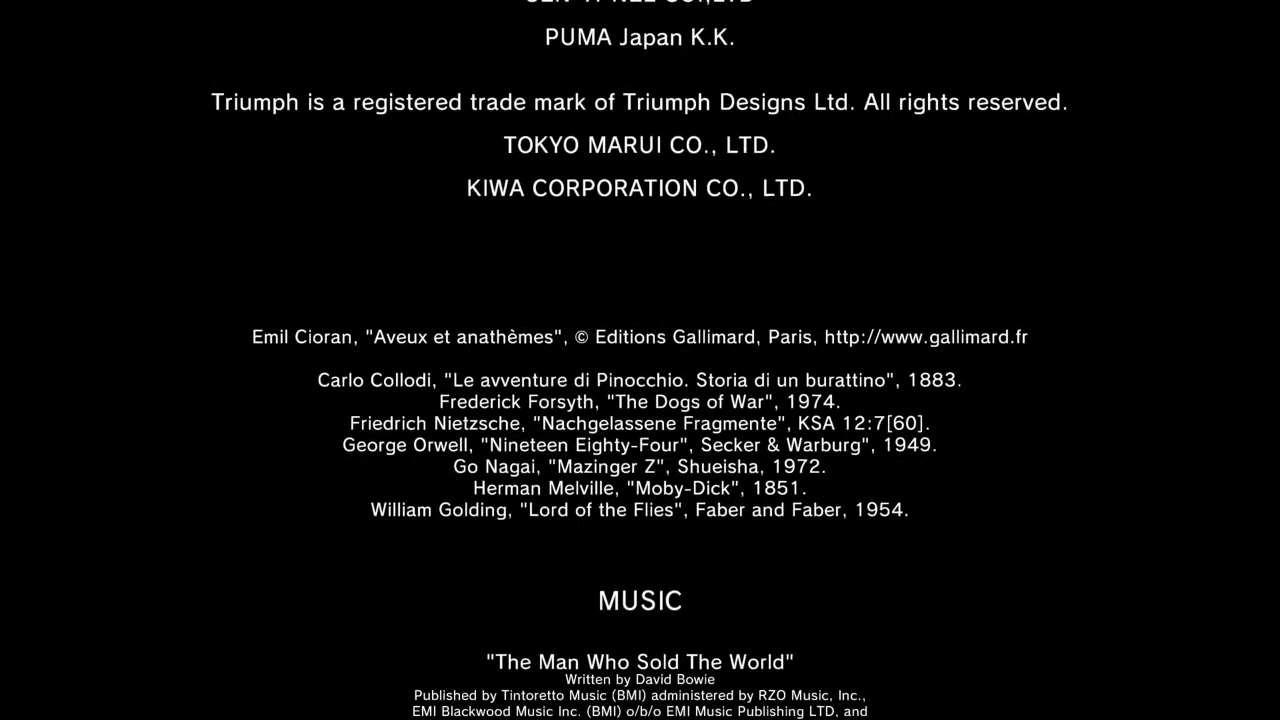 PUMA Japan K.K.
Triumph is a registered trade mark of Triumph Designs Ltd. All rights reserved.
TOKYO MARUI CO., LTD.
KIWA CORPORATION CO., LTD.
Emil Cioran, "Aveux et anathèmes", © Editions Gallimard, Paris, http://www.gallimard.fr
Carlo Collodi, "Le avventure di Pinocchio. Storia di un burattino", 1883.
Frederick Forsyth, "The Dogs of War", 1974.
Friedrich Nietzsche, "Nachgelassene Fragmente", KSA 12:7[60].
George Orwell, "Nineteen Eighty-Four", Secker & Warburg", 1949.
Go Nagai, "Mazinger Z", Shueisha, 1972.
Herman Melville, "Moby-Dick", 1851.
William Golding, "Lord of the Flies", Faber and Faber, 1954.
MUSIC
"The Man Who Sold The World"
Written by David Bowie
Published by Tintoretto Music (BMI) administered by RZO Music, Inc.,
EMI Blackwood Music Inc. (BMI) o/b/o EMI Music Publishing LTD, and